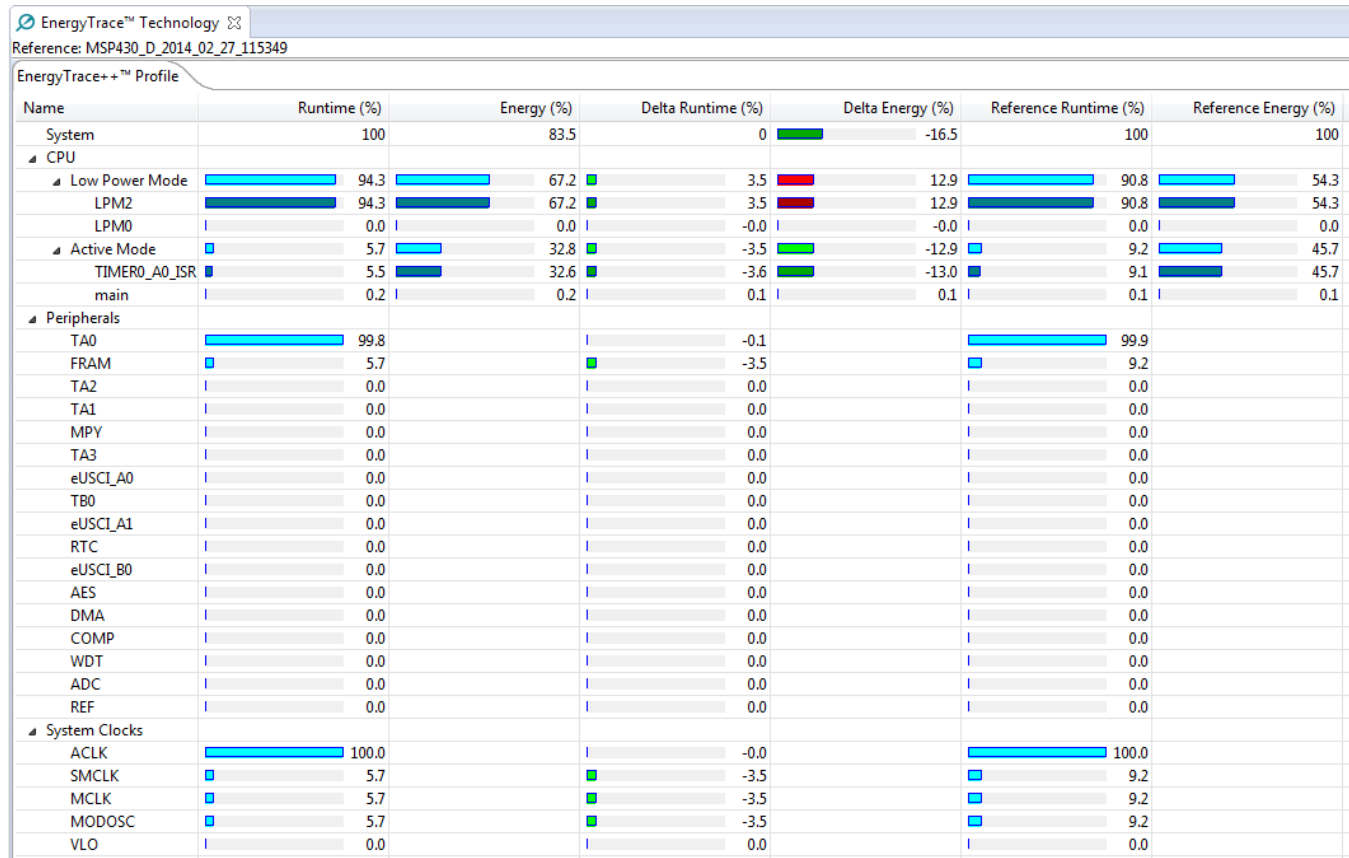 EnergyTrace™ Technology
Reference: MSP430_D_2014_02_27_115349
EnergyTrace++™ Profile
Name Runtime (%) Energy (%) Delta Runtime (%) Delta Energy (%) Reference Runtime (%) Reference Energy (%)
System 100 83.5 0 -16.5 100 100
CPU
Low Power Mode 94.3 67.2 3.5 12.9 90.8 54.3
LPM2 94.3 67.2 3.5 12.9 90.8 54.3
LPM0 0.0 0.0 -0.0 -0.0 0.0 0.0
Active Mode 5.7 32.8 -3.5 -12.9 9.2 45.7
TIMER0_A0_ISR 5.5 32.6 -3.6 -13.0 9.1 45.7
main 0.2 0.2 0.1 0.1 0.1 0.1
Peripherals
TA0 99.8 -0.1 99.9
FRAM 5.7 -3.5 9.2
TA2 0.0 0.0 0.0
TA1 0.0 0.0 0.0
MPY 0.0 0.0 0.0
TA3 0.0 0.0 0.0
eUSCI_A0 0.0 0.0 0.0
TB0 0.0 0.0 0.0
eUSCI_A1 0.0 0.0 0.0
RTC 0.0 0.0 0.0
eUSCI_B0 0.0 0.0 0.0
AES 0.0 0.0 0.0
DMA 0.0 0.0 0.0
COMP 0.0 0.0 0.0
WDT 0.0 0.0 0.0
ADC 0.0 0.0 0.0
REF 0.0 0.0 0.0
System Clocks
ACLK 100.0 -0.0 100.0
SMCLK 5.7 -3.5 9.2
MCLK 5.7 -3.5 9.2
MODOSC 5.7 -3.5 9.2
VLO 0.0 0.0 0.0